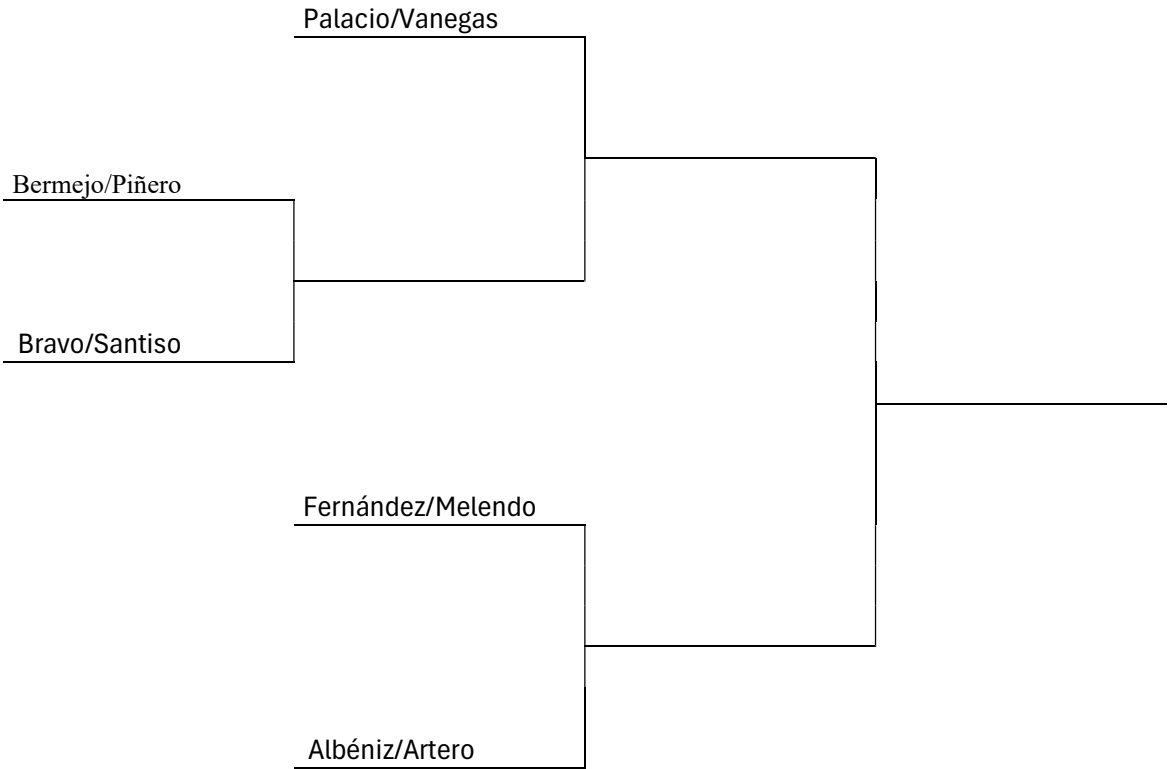 Palacio/Vanegas
Bermejo/Piñero
Bravo/Santiso
Fernández/Melendo
Albéniz/Artero